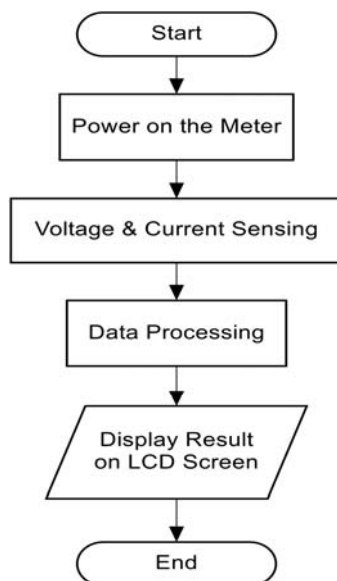 Start
Power on the Meter
Voltage & Current Sensing
Data Processing
Display Result
on LCD Screen
End